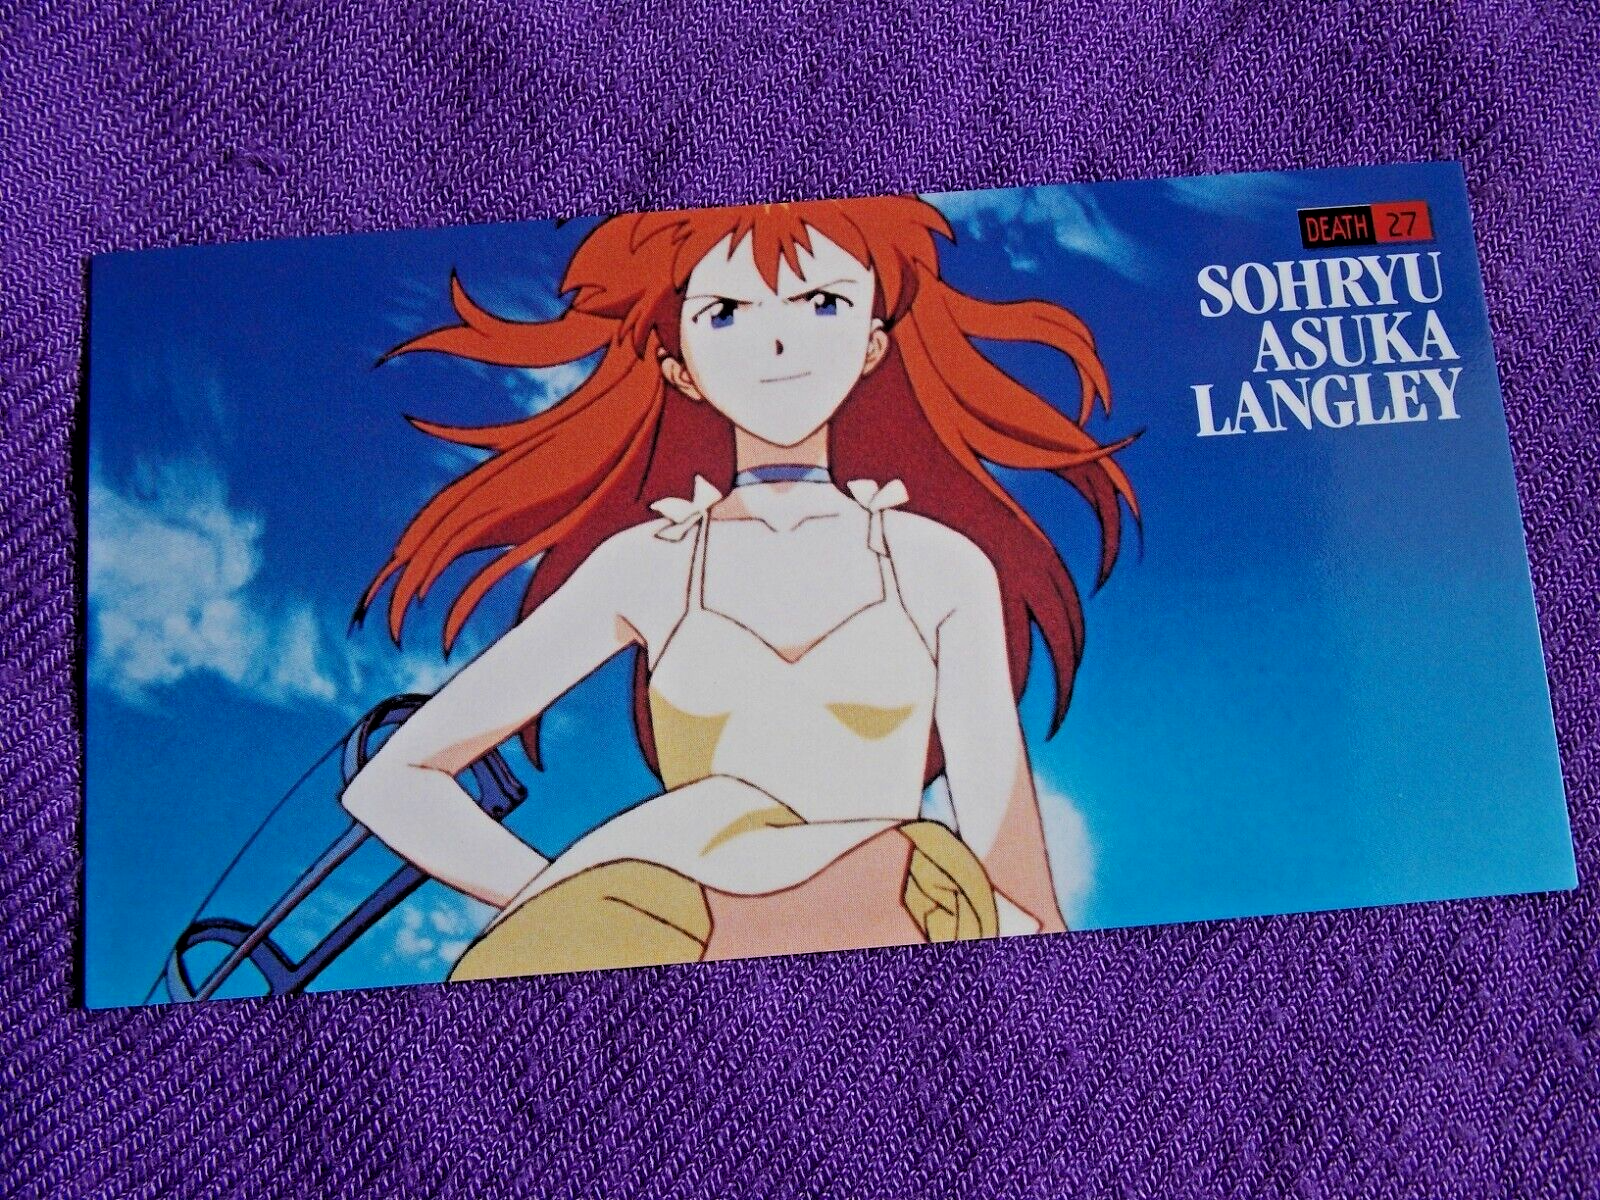 DEATH 27
SOHRYU
ASUKA
LANGLEY